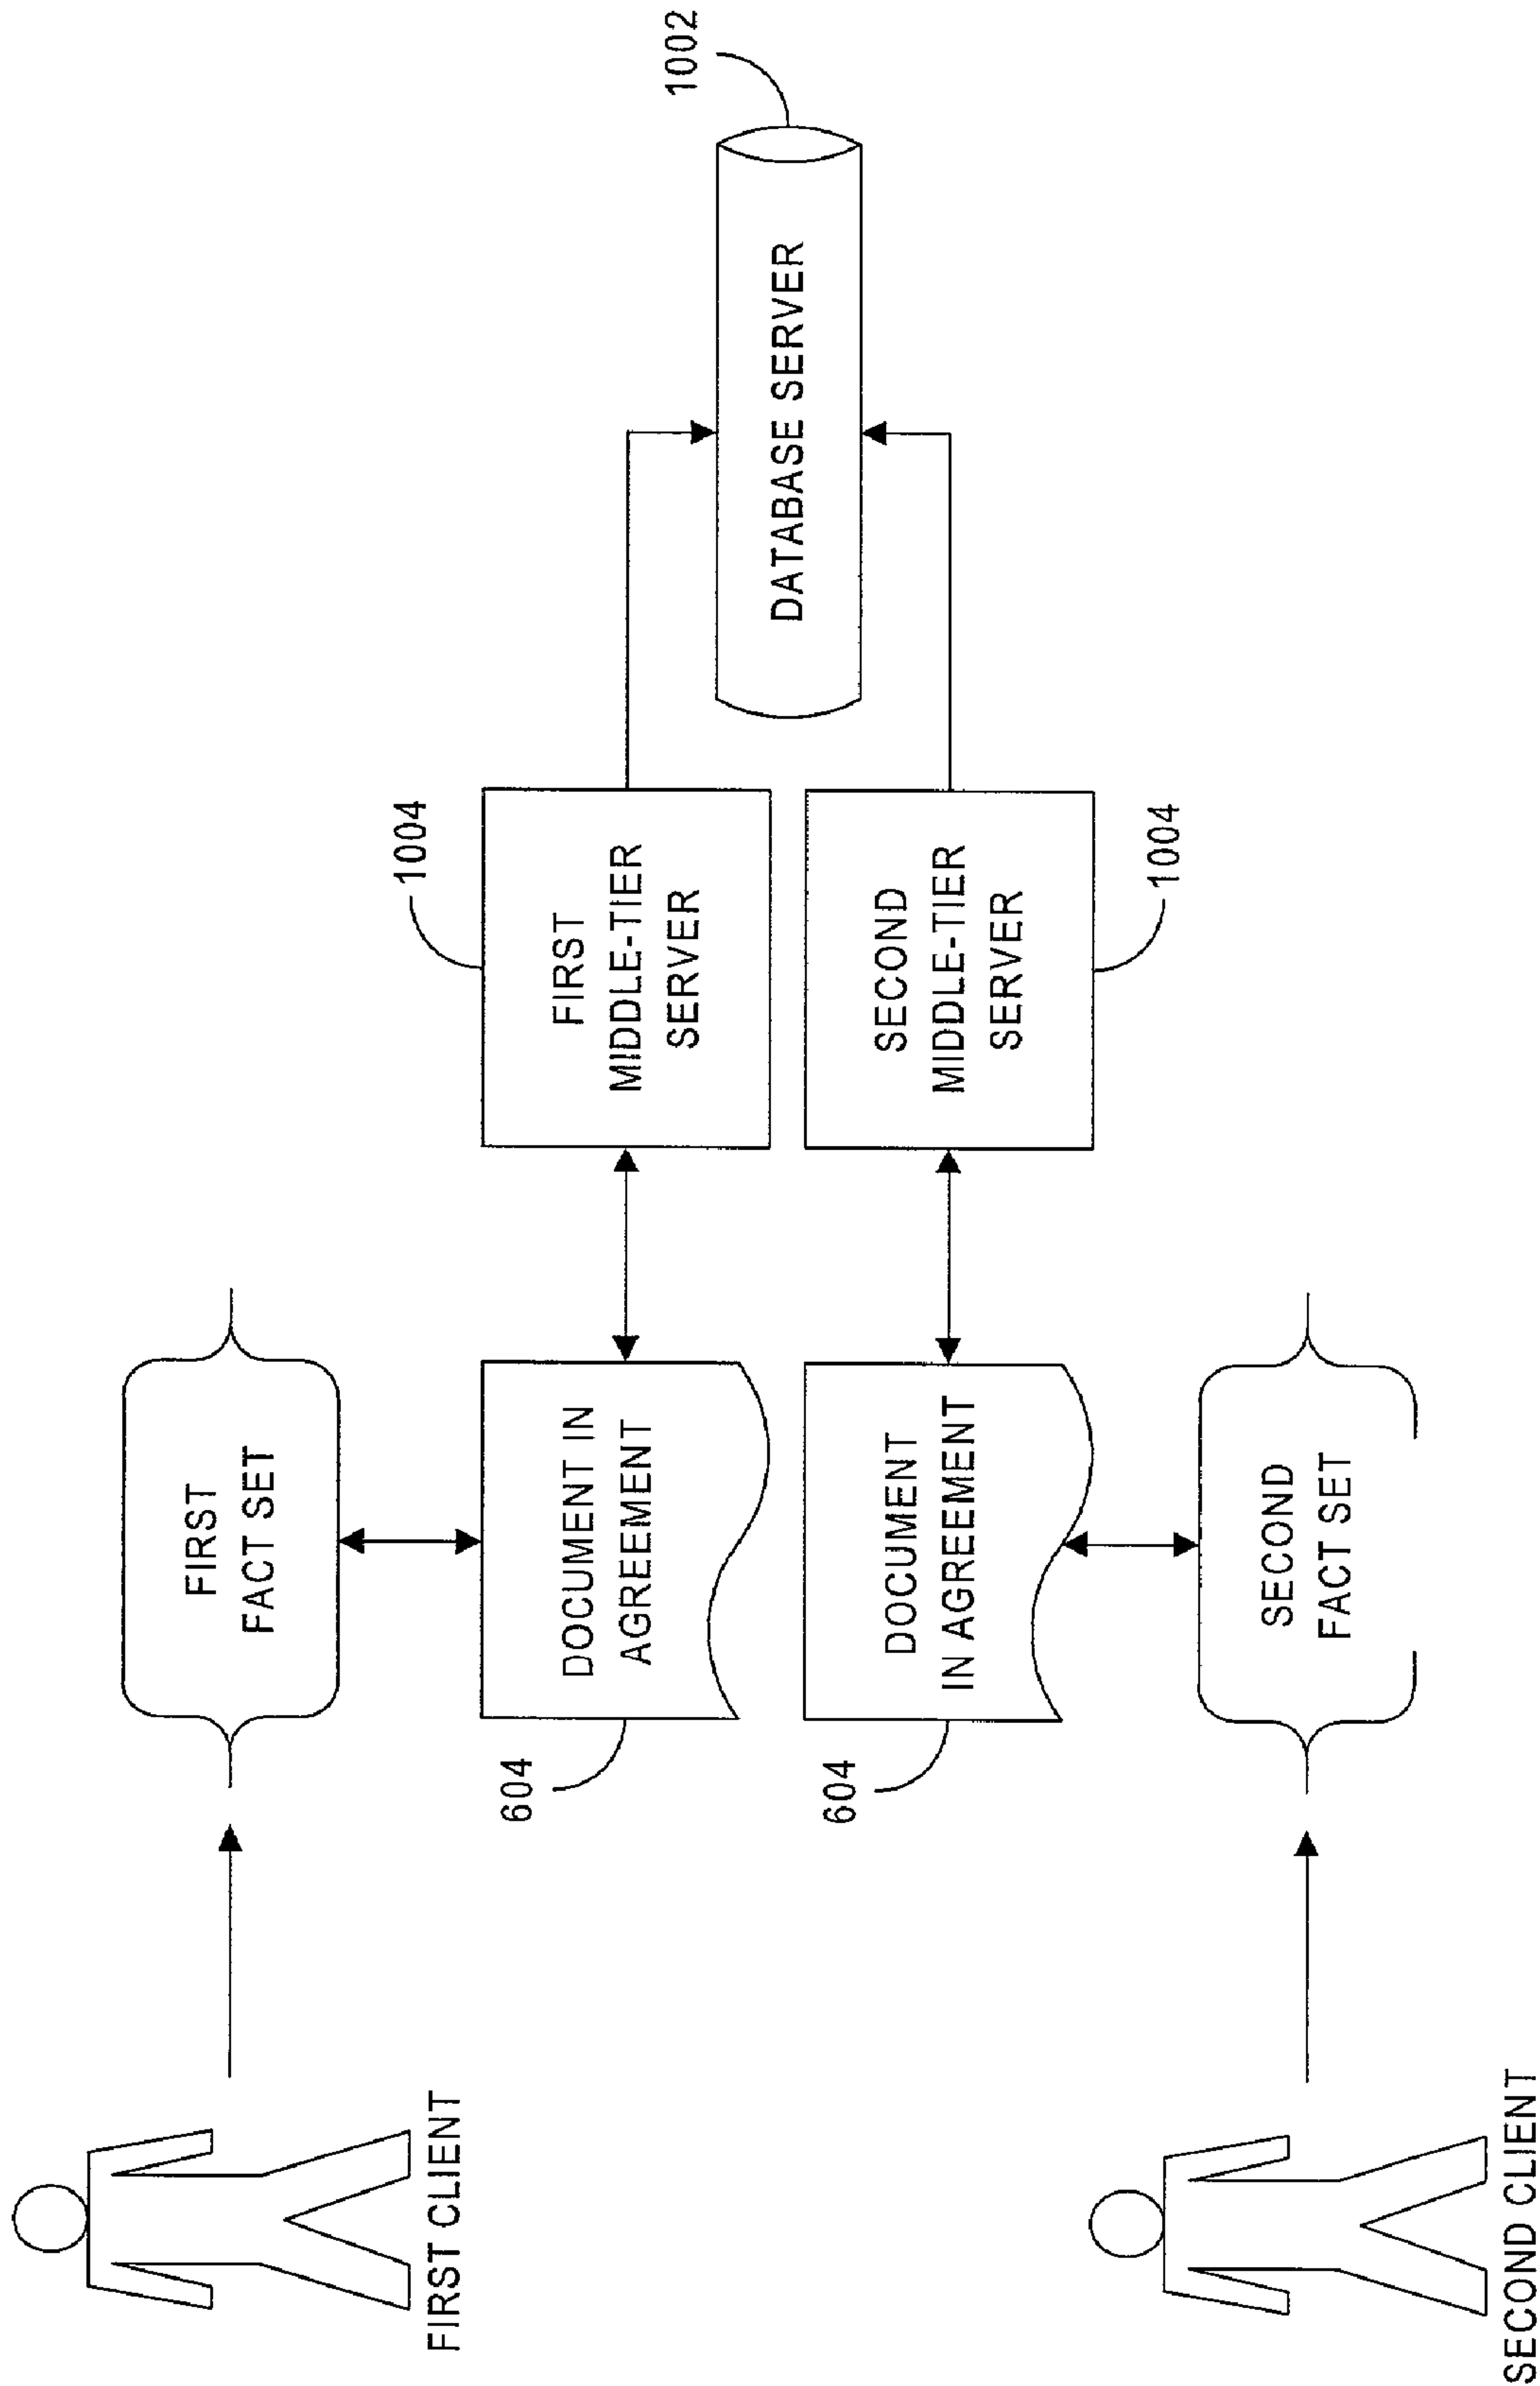 FIRST CLIENT
FIRST
FACT SET
604
DOCUMENT IN
AGREEMENT
1004
FIRST
MIDDLE-TIER
SERVER
1002
DATABASE SERVER
604
DOCUMENT
IN AGREEMENT
SECOND
MIDDLE-TIER
SERVER
1004
SECOND CLIENT
SECOND
FACT SET